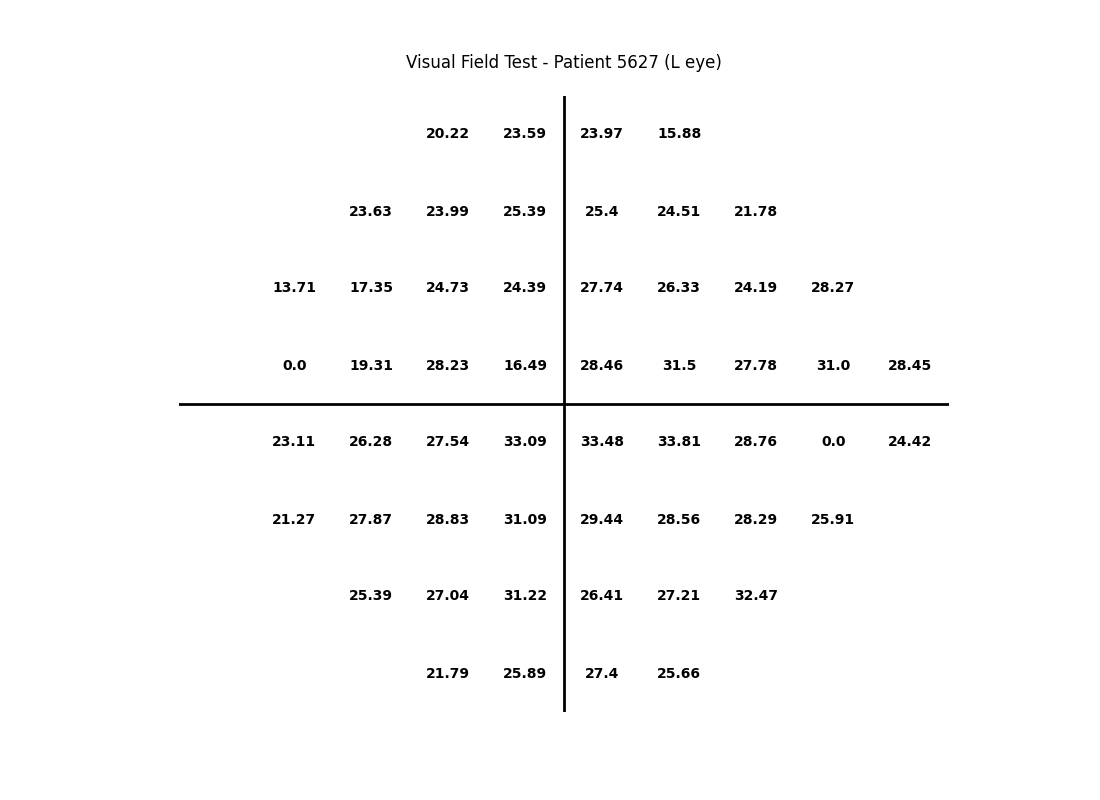 Visual Field Test - Patient 5627 (L eye)
20.22 23.59 23.97 15.88
23.63 23.99 25.39 25.4 24.51 21.78
13.71 17.35 24.73 24.39 27.74 26.33 24.19 28.27
0.0 19.31 28.23 16.49 28.46 31.5 27.78 31.0 28.45
23.11 26.28 27.54 33.09 33.48 33.81 28.76 0.0 24.42
21.27 27.87 28.83 31.09 29.44 28.56 28.29 25.91
25.39 27.04 31.22 26.41 27.21 32.47
21.79 25.89 27.4 25.66